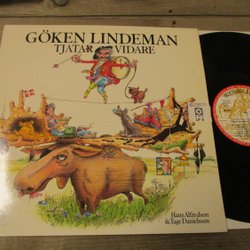 GÖKEN LINDEMAN
TJATAR VIDARE
Hans Alfredson
& Tage Danielsson